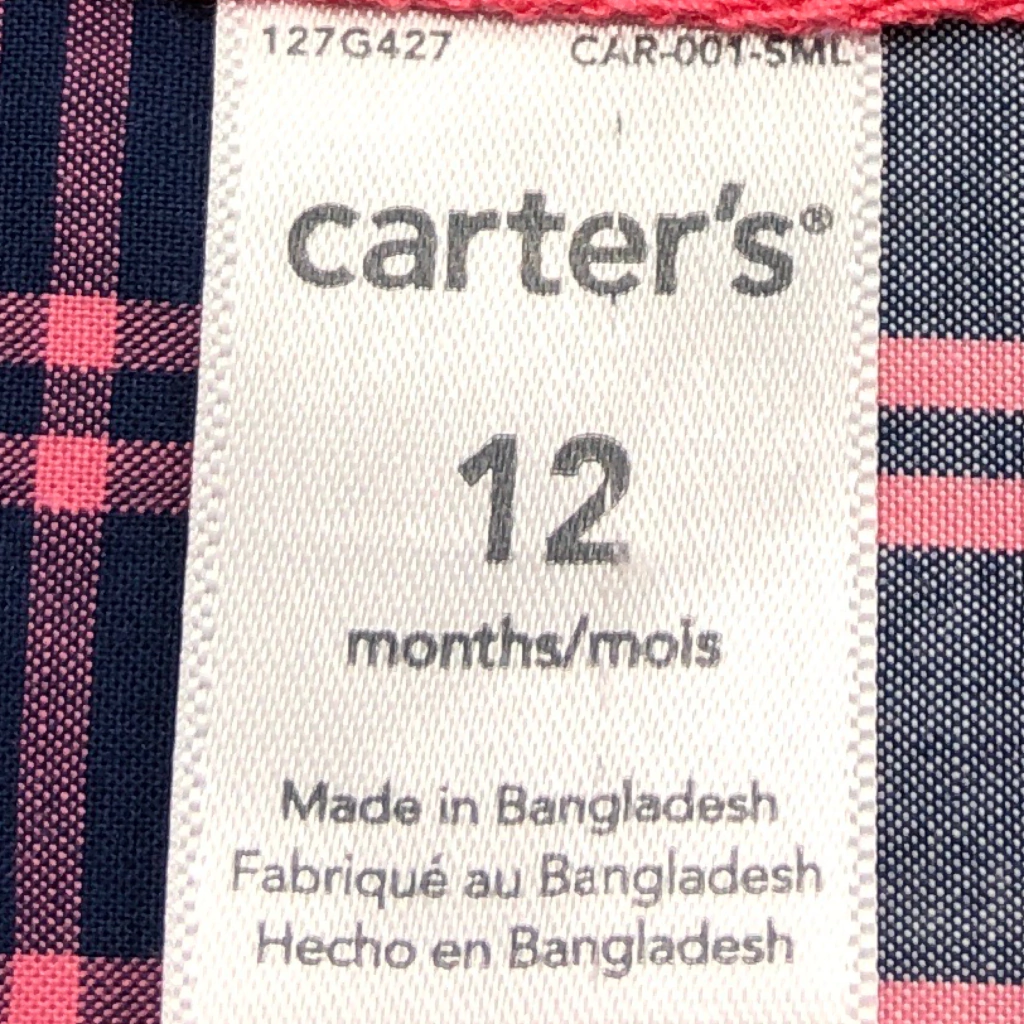 127G427 CAR-001-SML
carter's®
12
months/mois
Made in Bangladesh
Fabriqué au Bangladesh
Hecho en Bangladesh